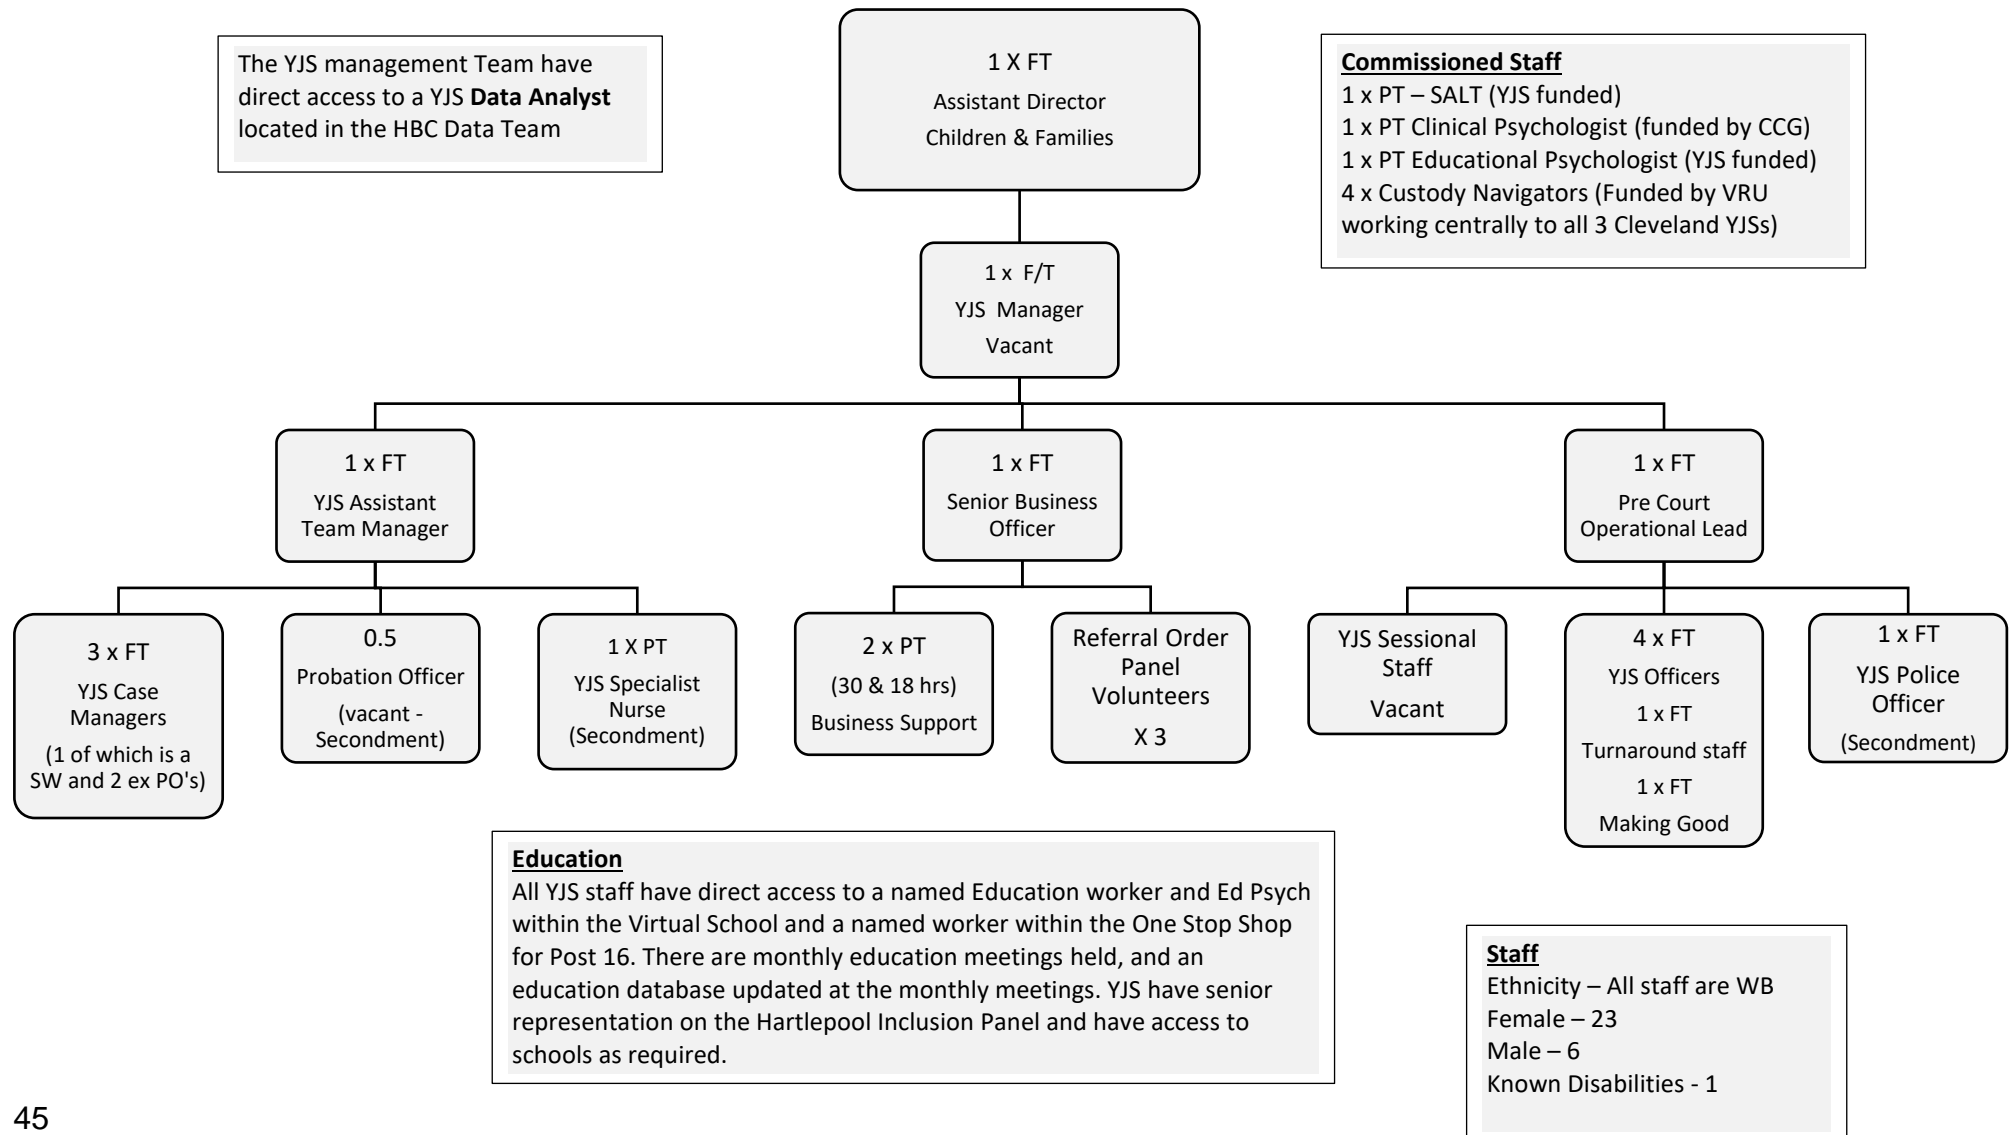 The YJS management Team have
direct access to a YJS Data Analyst
located in the HBC Data Team
1 X FT
Assistant Director
Children & Families
Commissioned Staff
1 x PT – SALT (YJS funded)
1 x PT Clinical Psychologist (funded by CCG)
1 x PT Educational Psychologist (YJS funded)
4 x Custody Navigators (Funded by VRU
working centrally to all 3 Cleveland YJSs)
1 x F/T
YJS Manager
Vacant
1 x FT
YJS Assistant
Team Manager
1 x FT
Senior Business
Officer
1 x FT
Pre Court
Operational Lead
3 x FT
YJS Case
Managers
(1 of which is a
SW and 2 ex PO's)
0.5
Probation Officer
(vacant -
Secondment)
1 X PT
YJS Specialist
Nurse
(Secondment)
2 x PT
(30 & 18 hrs)
Business Support
Referral Order
Panel
Volunteers
X 3
YJS Sessional
Staff
Vacant
4 x FT
YJS Officers
1 x FT
Turnaround staff
1 x FT
Making Good
1 x FT
YJS Police
Officer
(Secondment)
Education
All YJS staff have direct access to a named Education worker and Ed Psych
within the Virtual School and a named worker within the One Stop Shop
for Post 16. There are monthly education meetings held, and an
education database updated at the monthly meetings. YJS have senior
representation on the Hartlepool Inclusion Panel and have access to
schools as required.
Staff
Ethnicity – All staff are WB
Female – 23
Male – 6
Known Disabilities - 1
45